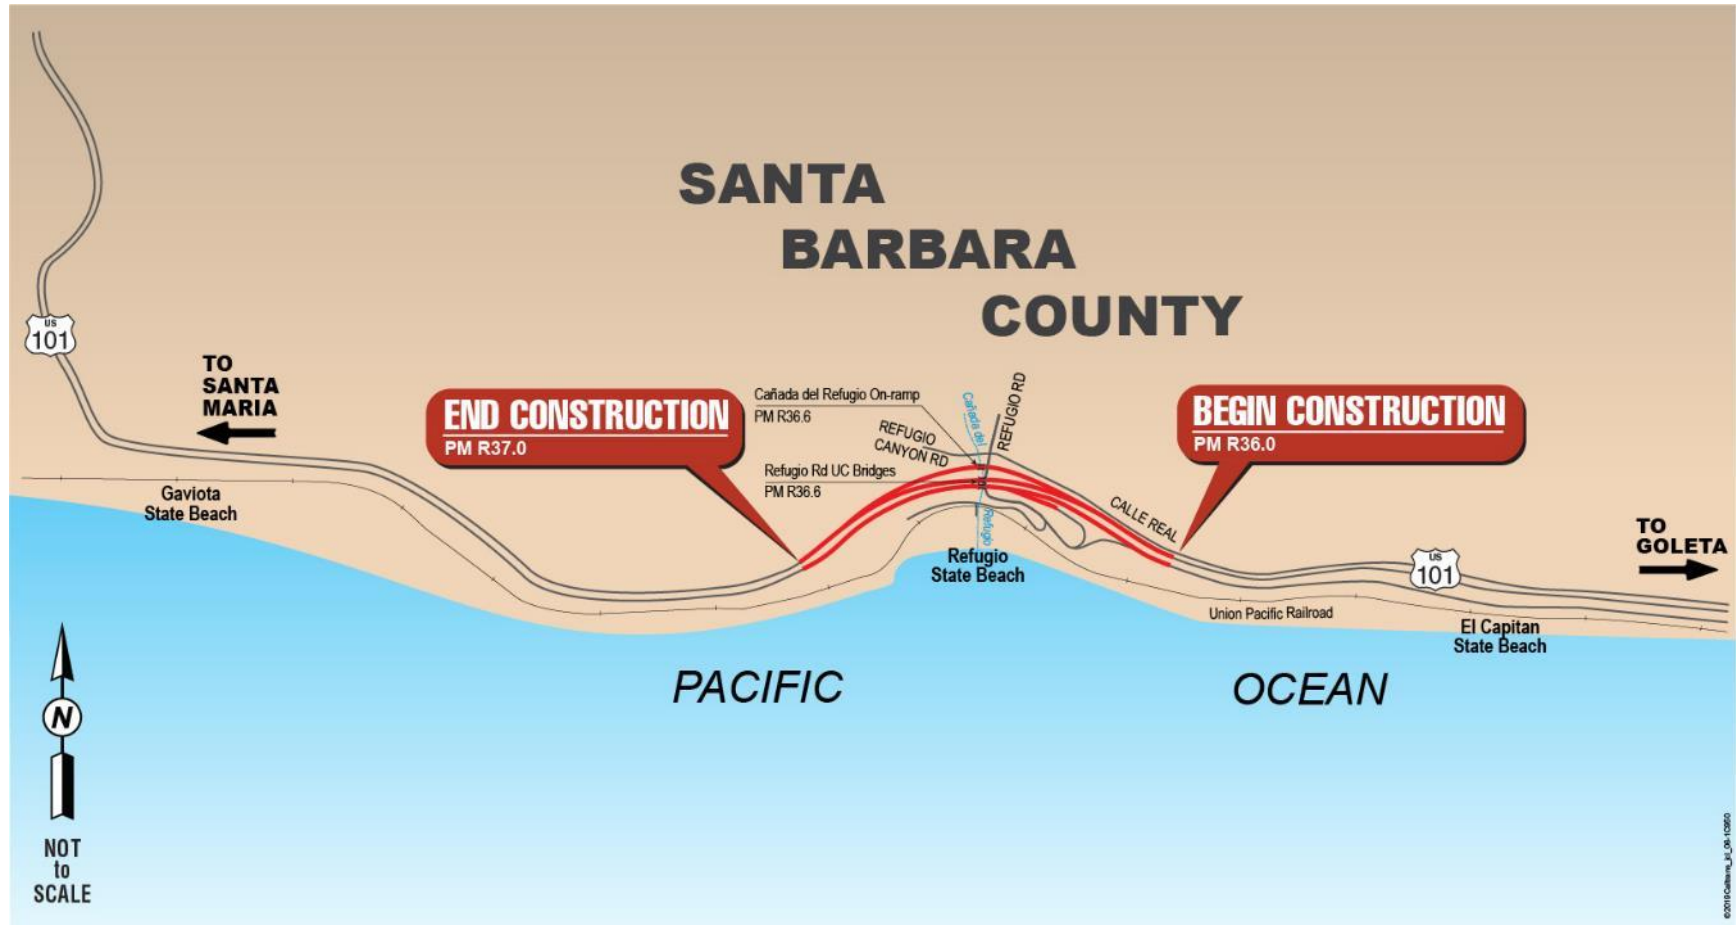 SANTA
BARBARA
COUNTY
US
101
TO
SANTA
MARIA
END CONSTRUCTION
PM R37.0
Cañada del Refugio On-ramp
PM R36.6
REFUGIO
CANYON RD
Refugio Rd UC Bridges
PM R36.6
Cañada del
Refugio
REFUGIO RD
BEGIN CONSTRUCTION
PM R36.0
CALLE REAL
TO
GOLETA
US
101
Gaviota
State Beach
Refugio
State Beach
Union Pacific Railroad
El Capitan
State Beach
PACIFIC
OCEAN
N
NOT
to
SCALE